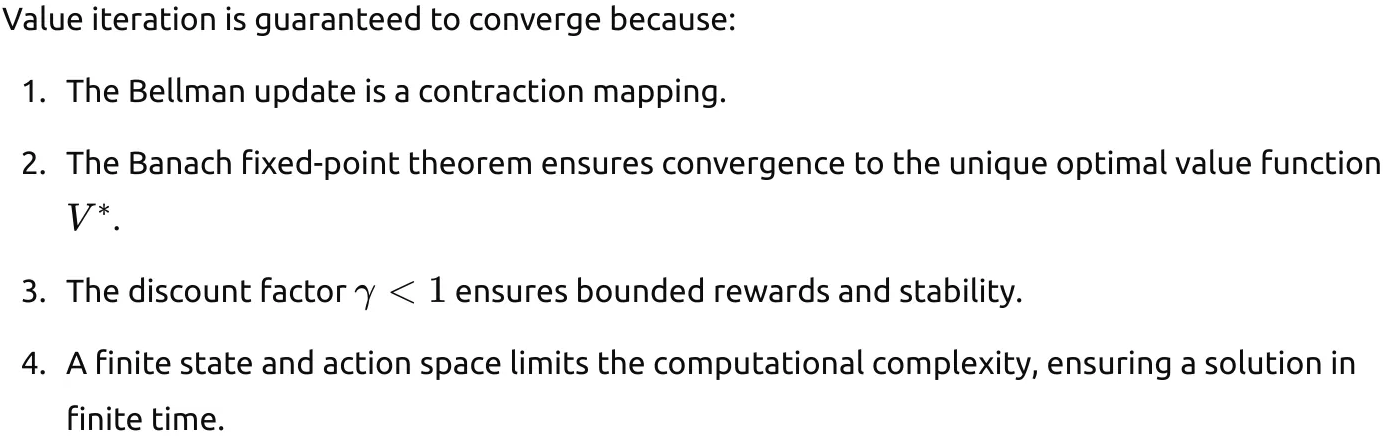 Value iteration is guaranteed to converge because:
1. The Bellman update is a contraction mapping.
2. The Banach fixed-point theorem ensures convergence to the unique optimal value function
V*.
3. The discount factor γ < 1 ensures bounded rewards and stability.
4. A finite state and action space limits the computational complexity, ensuring a solution in
finite time.